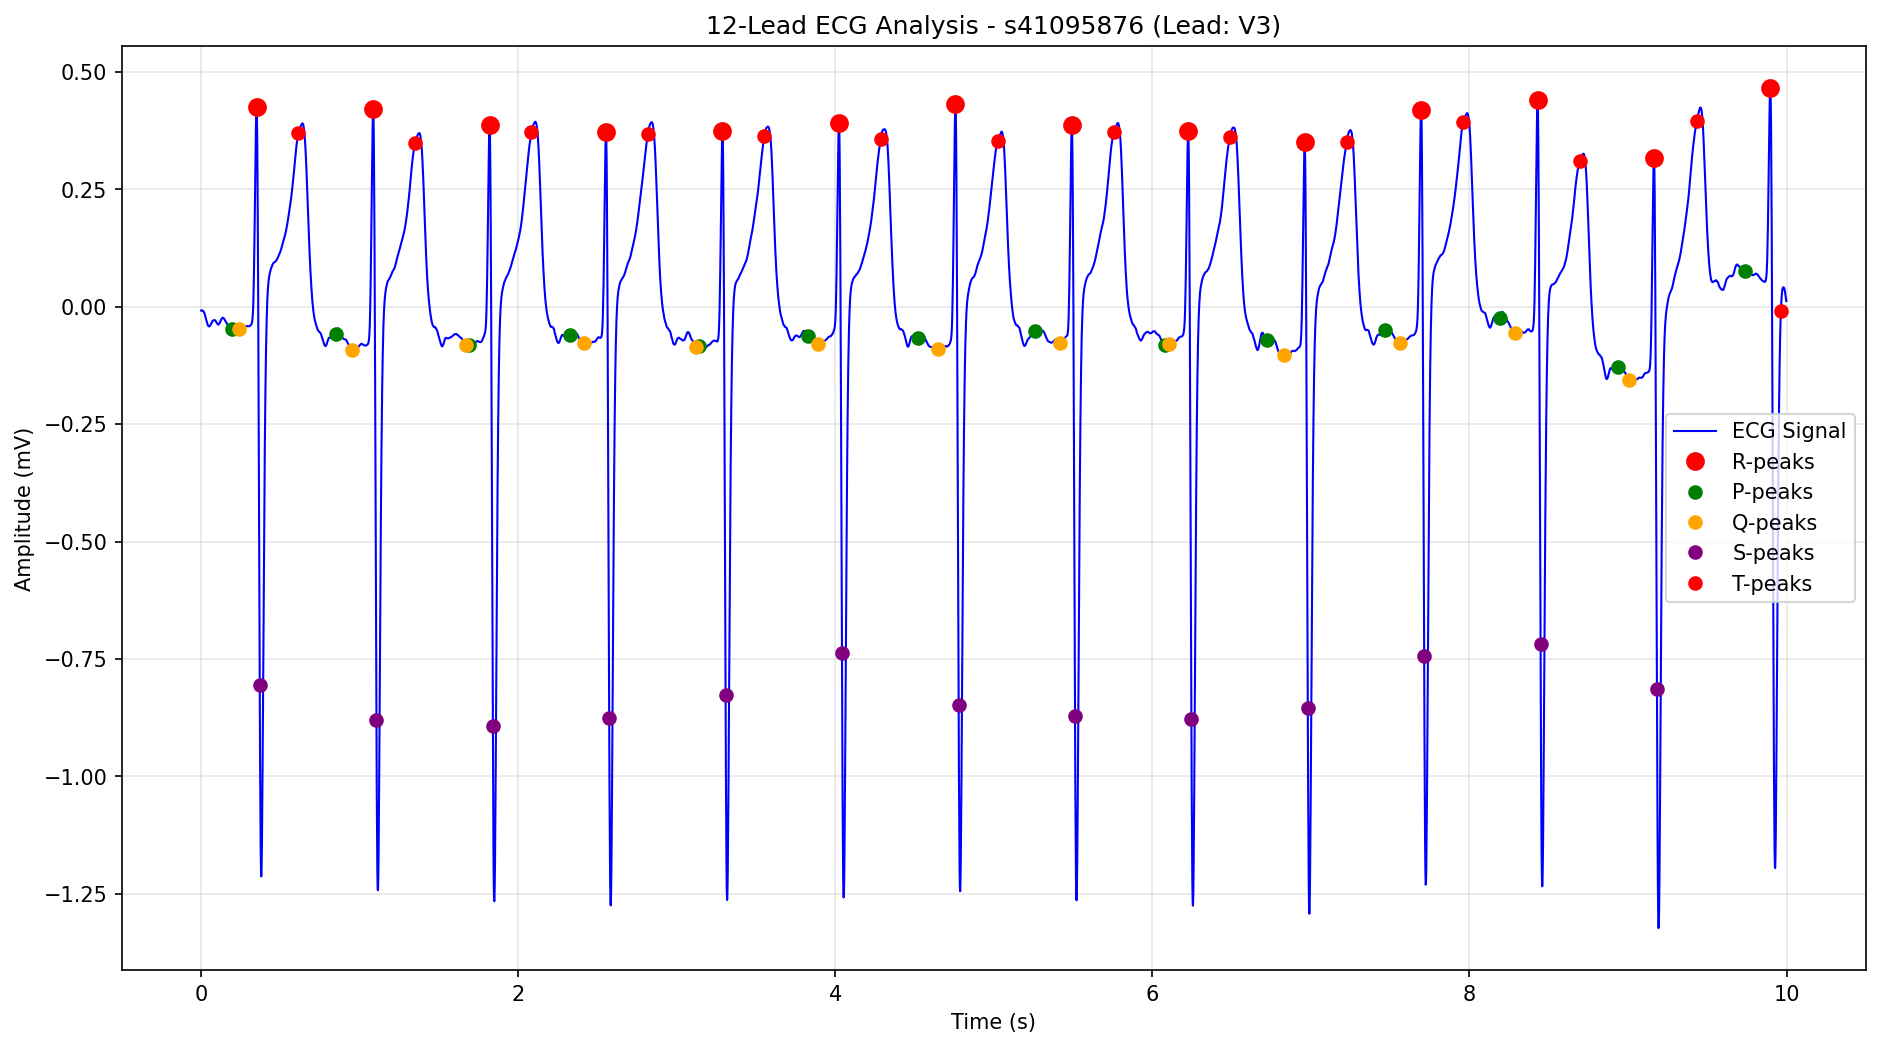 12-Lead ECG Analysis - s41095876 (Lead: V3)
Amplitude (mV)
0.50
0.25
0.00
−0.25
−0.50
−0.75
−1.00
−1.25
ECG Signal
R-peaks
P-peaks
Q-peaks
S-peaks
T-peaks
0 2 4 6 8 10
Time (s)